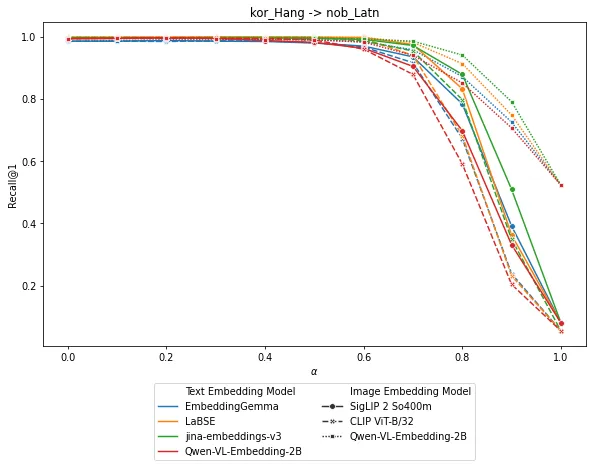 kor_Hang -> nob_Latn
Recall@1
1.0
0.8
0.6
0.4
0.2
0.0 0.2 0.4 0.6 0.8 1.0
α
Text Embedding Model Image Embedding Model
EmbeddingGemma SigLIP 2 So400m
LaBSE CLIP ViT-B/32
jina-embeddings-v3 Qwen-VL-Embedding-2B
Qwen-VL-Embedding-2B